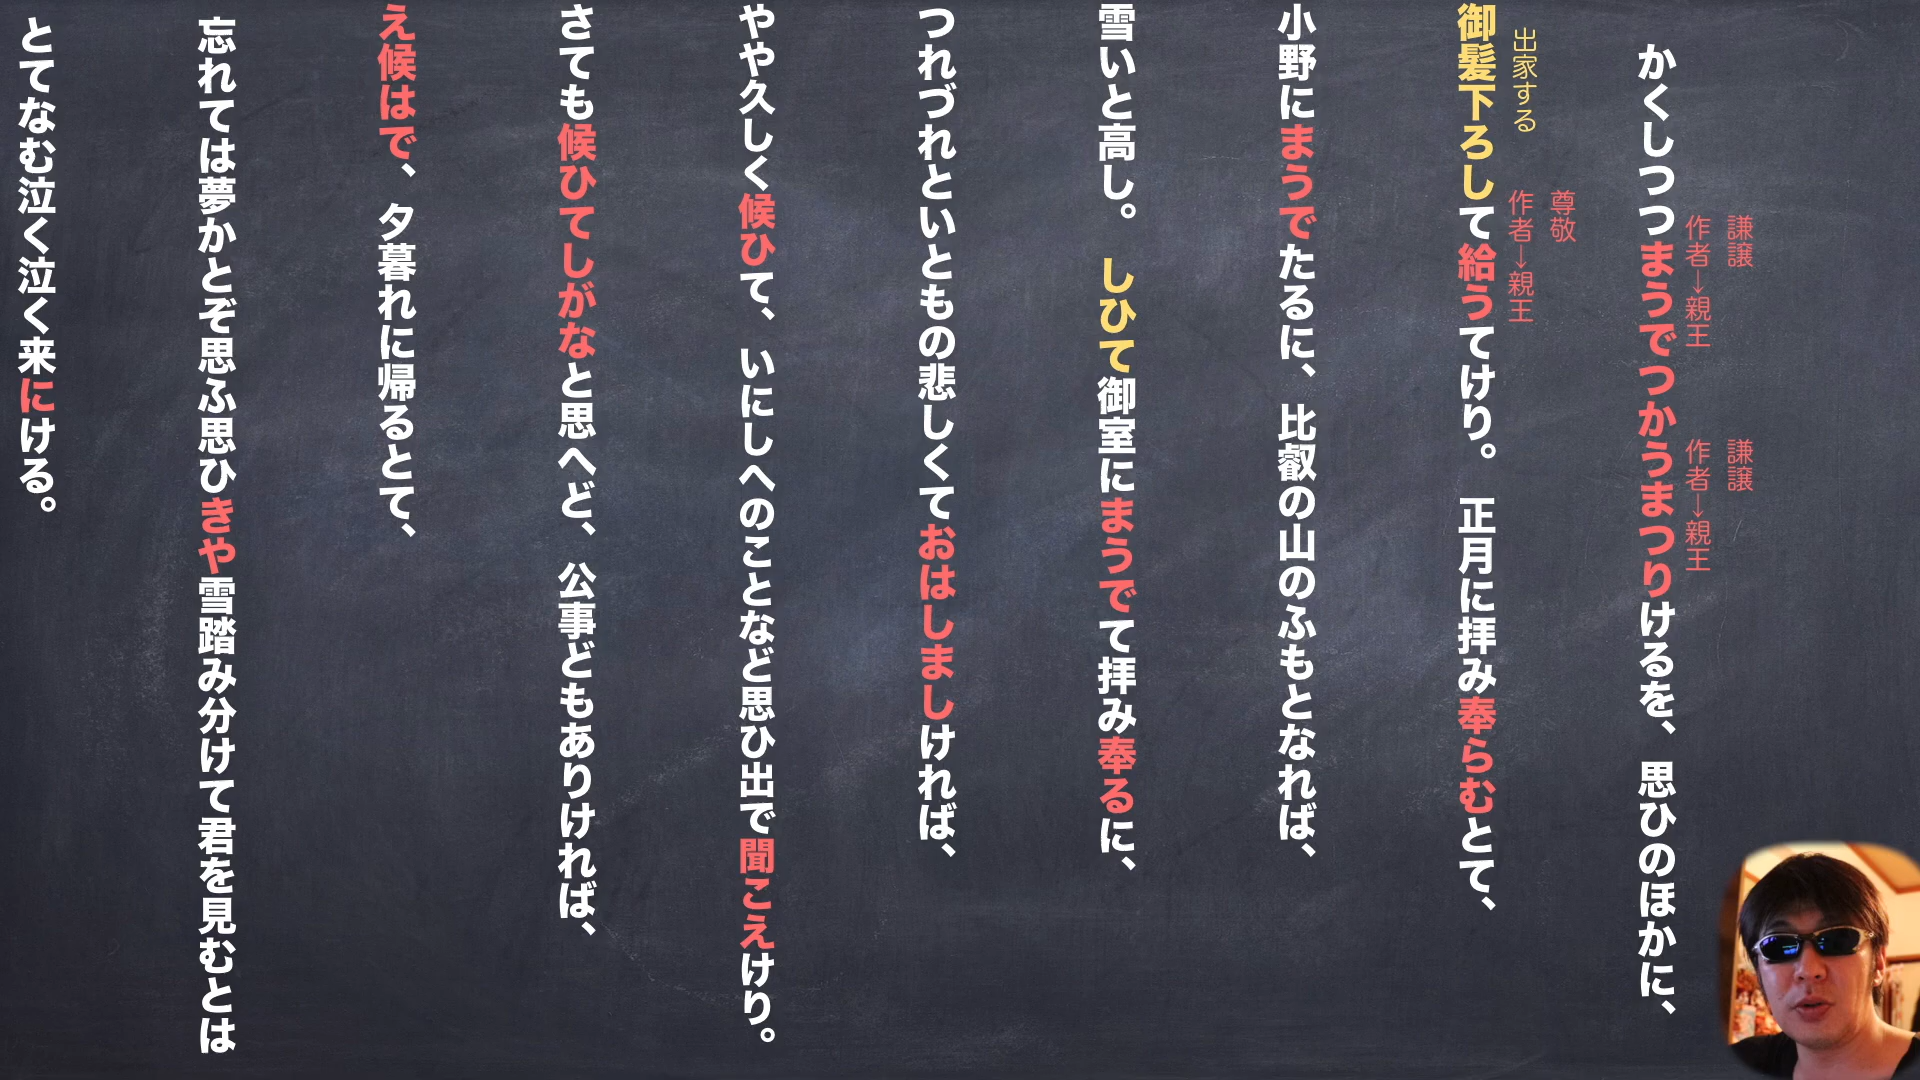 かくしつつまうでつかうまつりけるを、思ひのほかに、
謙譲
作者→親王
謙譲
作者→親王
御髪下ろして給うてけり。 正月に拝み奉らむとて、
出家する
尊敬
作者→親王
小野にまうでたるに、比叡の山のふもとなれば、
雪いと高し。 しひて御室にまうでて拝み奉るに、
つれづれといともの悲しくておはしましければ、
やや久しく候ひて、いにしへのことなど思ひ出で聞こえけり。
さても候ひてしがなと思へど、公事どもありければ、
え候はで、夕暮れに帰るとて、
忘れては夢かとぞ思ふ思ひきや雪踏み分けて君を見むとは
とてなむ泣く泣く来にける。